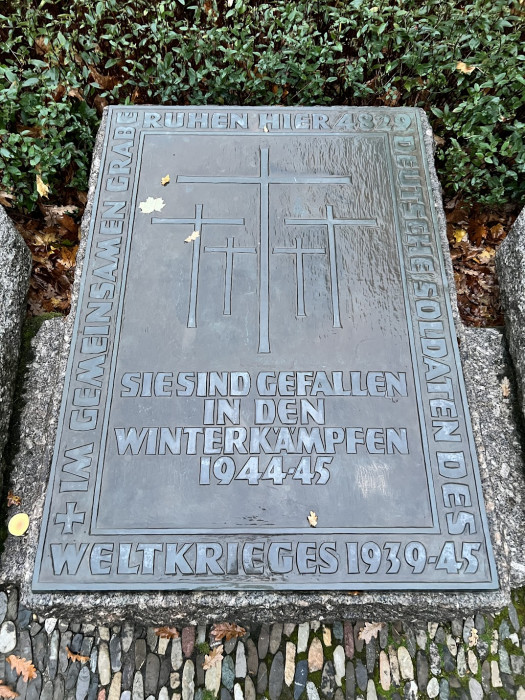 IM GEMEINSAMEN GRABE
RUHEN HIER 4829
DEUTSCHE SOLDATEN DES
WELTKRIEGES 1939-45
SIE SIND GEFALLEN
IN DEN
WINTERKÄMPFEN
1944-45